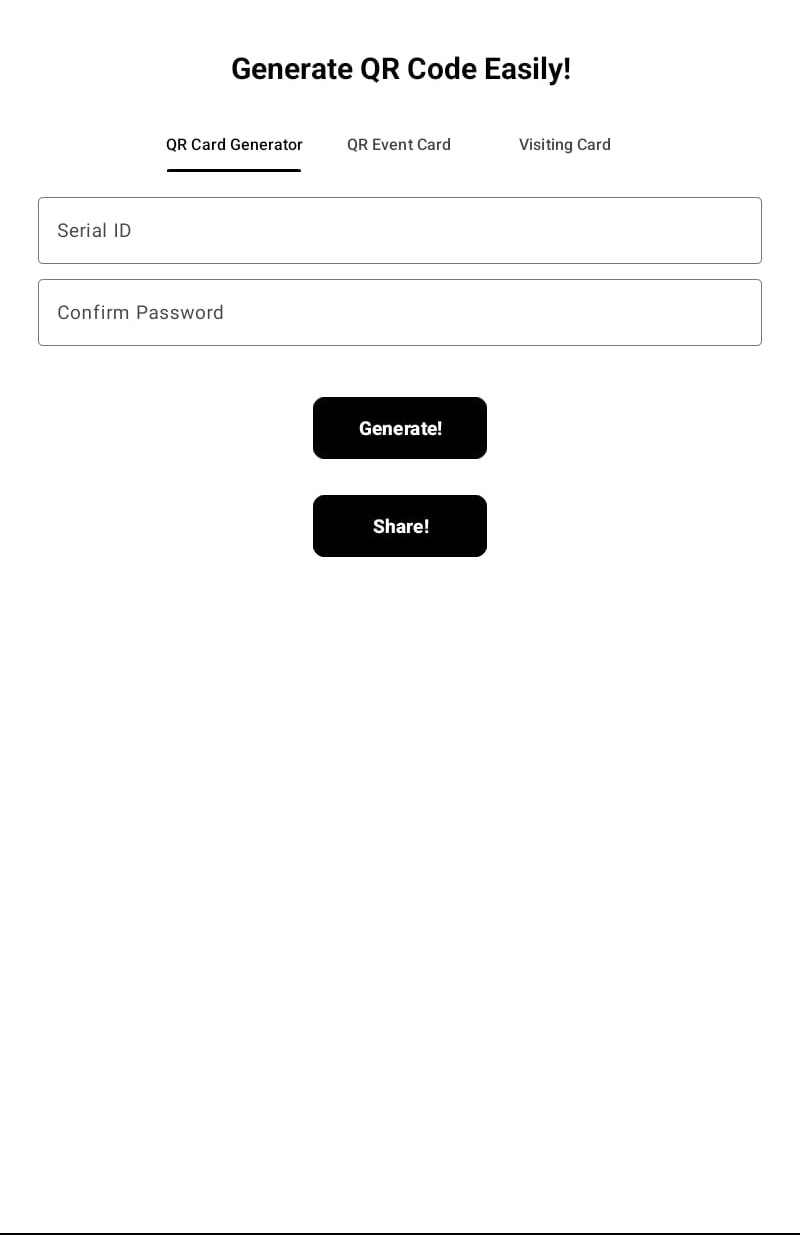 Generate QR Code Easily!
QR Card Generator QR Event Card Visiting Card
Serial ID
Confirm Password
Generate!
Share!